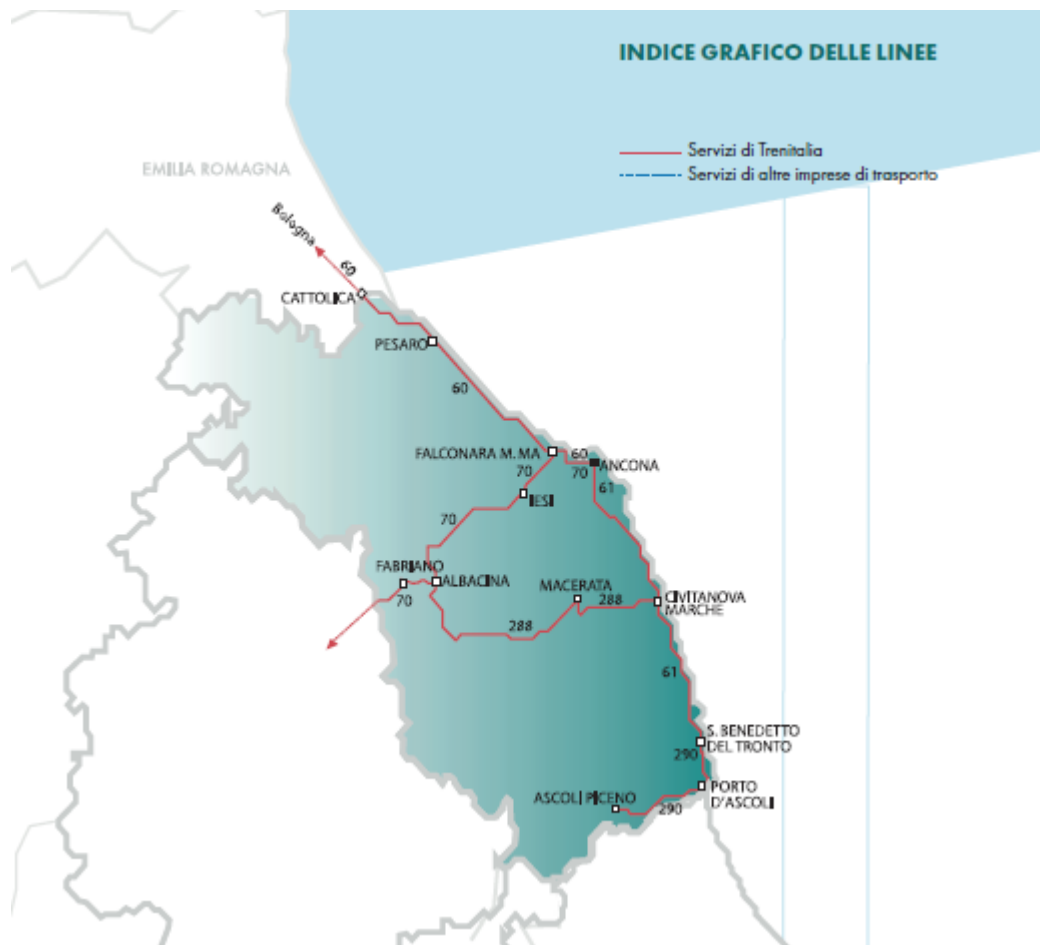 INDICE GRAFICO DELLE LINEE
Servizi di Trenitalia
Servizi di altre imprese di trasporto
EMILIA ROMAGNA
Bologna
60
CATTOLICA
PESARO
60
FALCONARA M.MA
60
70
ANCONA
70
61
IESI
70
FABRIANO
ALBACINA
70
MACERATA
288
CIVITANOVA
MARCHE
288
61
S. BENEDETTO
DEL TRONTO
290
PORTO
D'ASCOLI
ASCOLI PICENO
290